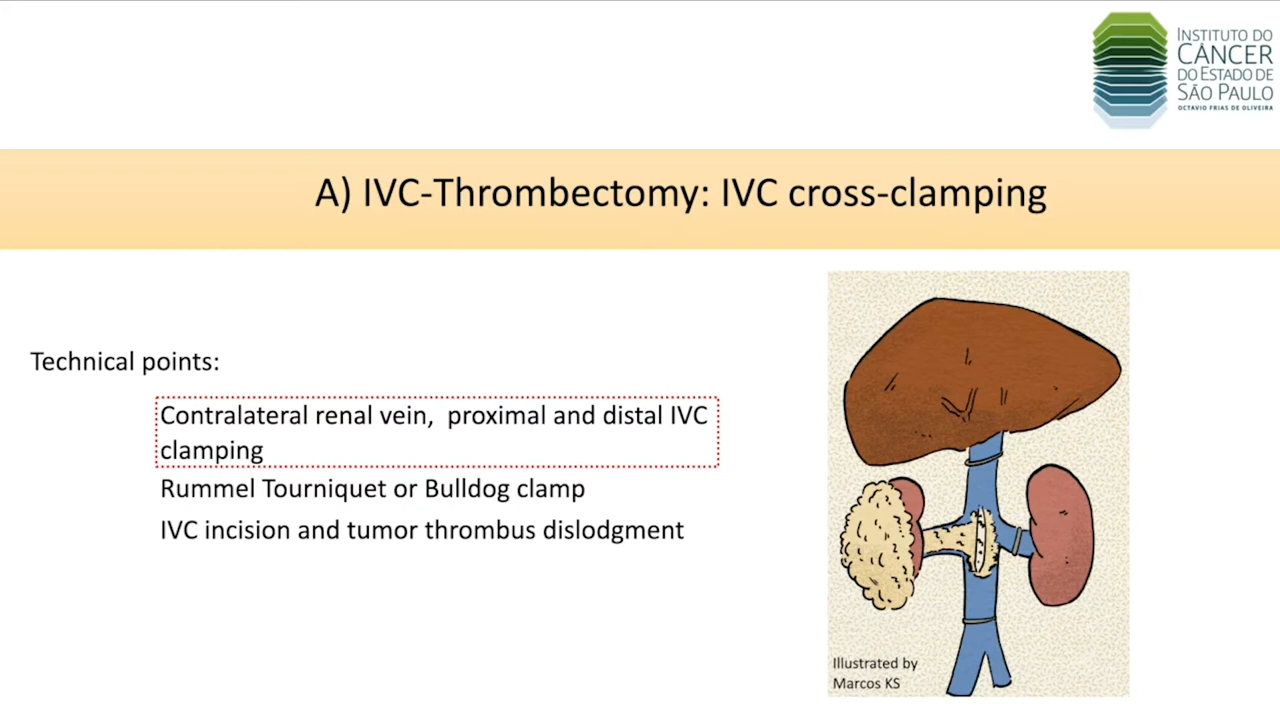 INSTITUTO DO
CÂNCER
DO ESTADO DE
SÃO PAULO
OCTAVIO FRIAS DE OLIVEIRA
A) IVC-Thrombectomy: IVC cross-clamping
Technical points:
Contralateral renal vein, proximal and distal IVC
clamping
Rummel Tourniquet or Bulldog clamp
IVC incision and tumor thrombus dislodgment
Illustrated by
Marcos KS